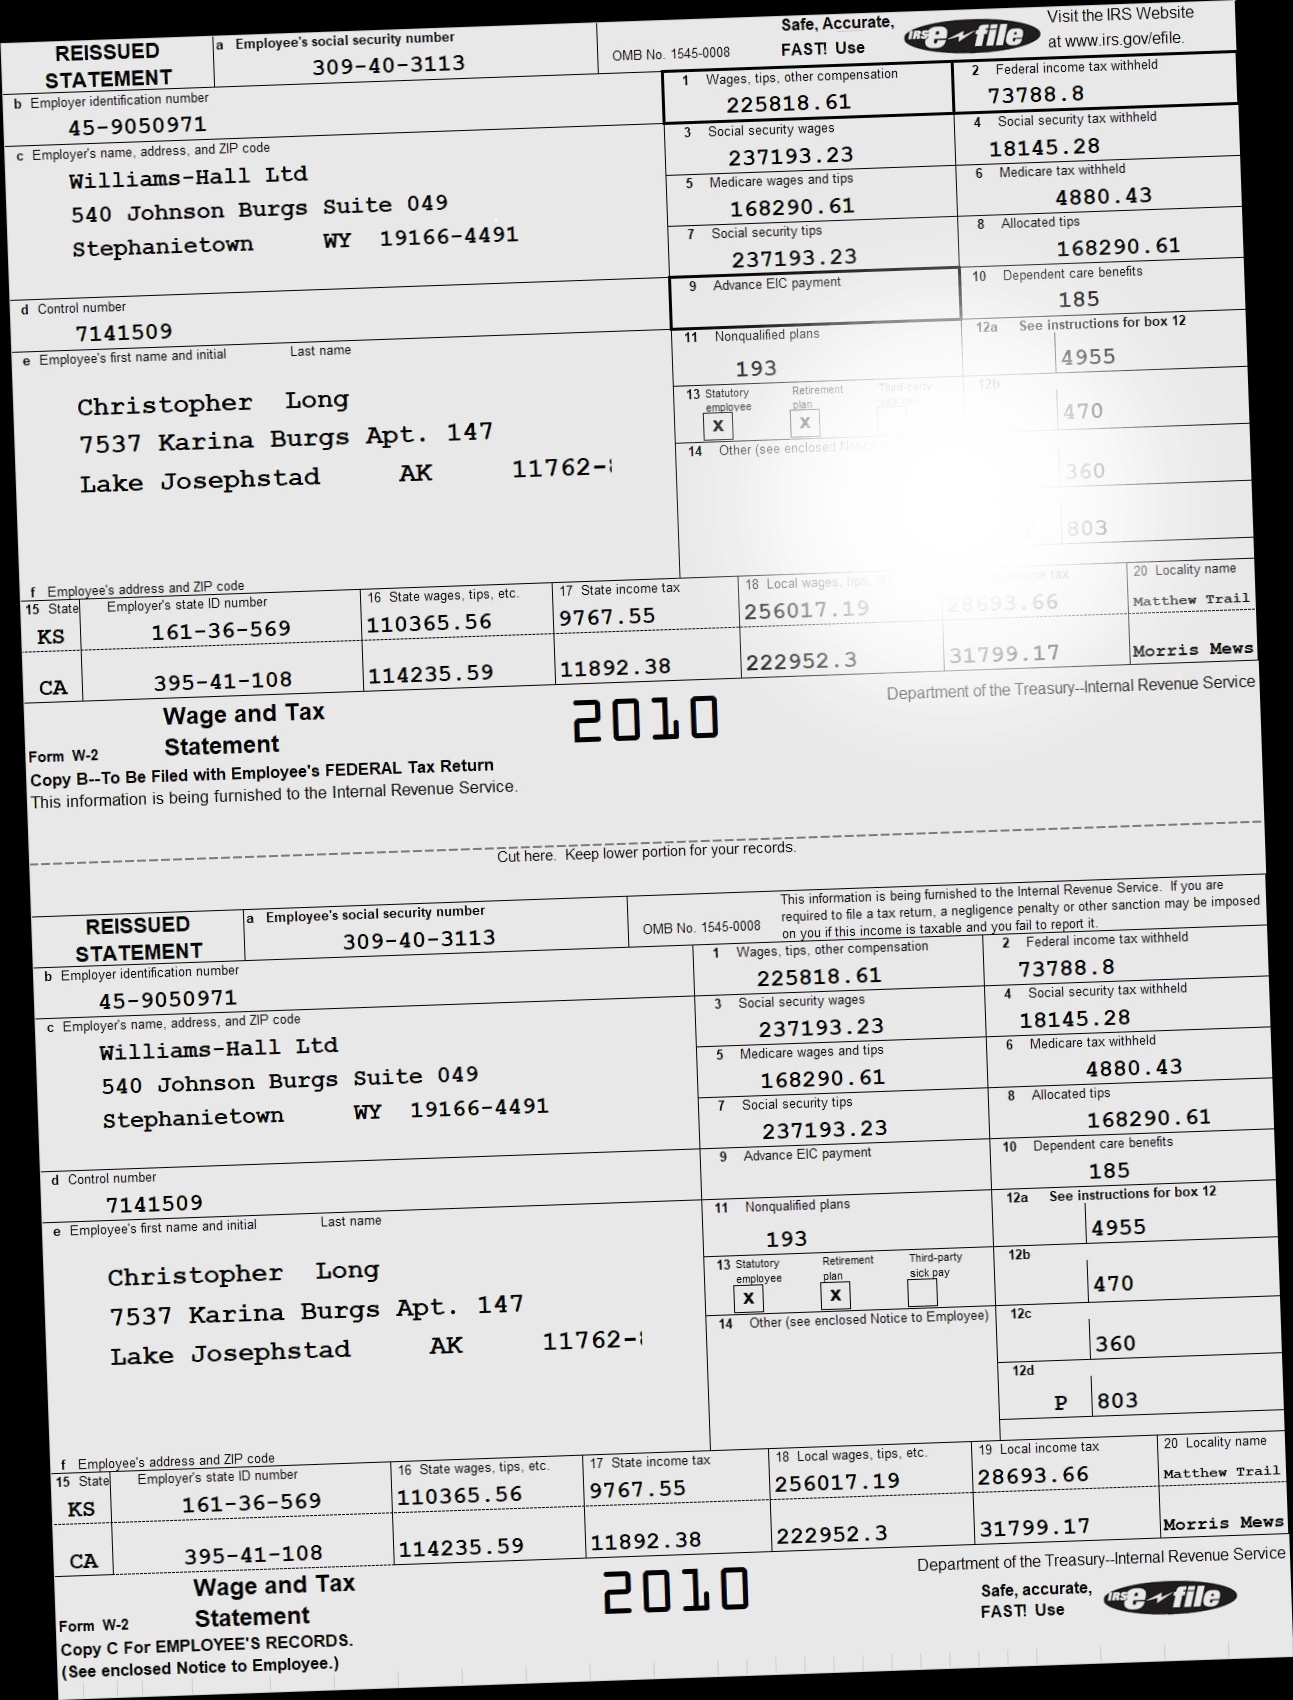 REISSUED STATEMENT
a Employee's social security number
309-40-3113
OMB No. 1545-0008
Safe, Accurate, FAST! Use
IRS e-file
Visit the IRS Website at www.irs.gov/efile.
b Employer identification number
45-9050971
1 Wages, tips, other compensation
225818.61
2 Federal income tax withheld
73788.8
c Employer's name, address, and ZIP code
Williams-Hall Ltd
540 Johnson Burgs Suite 049
Stephanietown WY 19166-4491
3 Social security wages
237193.23
4 Social security tax withheld
18145.28
5 Medicare wages and tips
168290.61
6 Medicare tax withheld
4880.43
7 Social security tips
237193.23
8 Allocated tips
168290.61
d Control number
7141509
9 Advance EIC payment
10 Dependent care benefits
185
e Employee's first name and initial Last name
Christopher Long
7537 Karina Burgs Apt. 147
Lake Josephstad AK 11762-
11 Nonqualified plans
193
12a See instructions for box 12
4955
13 Statutory employee
X
Retirement plan
X
Third-party sick pay
12b
470
14 Other (see enclosed Notice
360
803
f Employee's address and ZIP code
15 State Employer's state ID number
16 State wages, tips, etc.
17 State income tax
18 Local wages, tips, etc.
income tax
20 Locality name
KS 161-36-569 110365.56 9767.55 256017.19 28693.66 Matthew Trail
CA 395-41-108 114235.59 11892.38 222952.3 31799.17 Morris Mews
Form W-2
Wage and Tax Statement
2010
Department of the Treasury--Internal Revenue Service
Copy B--To Be Filed with Employee's FEDERAL Tax Return
This information is being furnished to the Internal Revenue Service.
Cut here. Keep lower portion for your records.
REISSUED STATEMENT
a Employee's social security number
309-40-3113
OMB No. 1545-0008
This information is being furnished to the Internal Revenue Service. If you are
required to file a tax return, a negligence penalty or other sanction may be imposed
on you if this income is taxable and you fail to report it.
b Employer identification number
45-9050971
1 Wages, tips, other compensation
225818.61
2 Federal income tax withheld
73788.8
c Employer's name, address, and ZIP code
Williams-Hall Ltd
540 Johnson Burgs Suite 049
Stephanietown WY 19166-4491
3 Social security wages
237193.23
4 Social security tax withheld
18145.28
5 Medicare wages and tips
168290.61
6 Medicare tax withheld
4880.43
7 Social security tips
237193.23
8 Allocated tips
168290.61
d Control number
7141509
9 Advance EIC payment
10 Dependent care benefits
185
e Employee's first name and initial Last name
Christopher Long
7537 Karina Burgs Apt. 147
Lake Josephstad AK 11762-
11 Nonqualified plans
193
12a See instructions for box 12
4955
13 Statutory employee
X
Retirement plan
X
Third-party sick pay
12b
470
14 Other (see enclosed Notice to Employee)
12c
360
12d
P 803
f Employee's address and ZIP code
15 State Employer's state ID number
16 State wages, tips, etc.
17 State income tax
18 Local wages, tips, etc.
19 Local income tax
20 Locality name
KS 161-36-569 110365.56 9767.55 256017.19 28693.66 Matthew Trail
CA 395-41-108 114235.59 11892.38 222952.3 31799.17 Morris Mews
Form W-2
Wage and Tax Statement
2010
Department of the Treasury--Internal Revenue Service
Safe, accurate, FAST! Use
IRS e-file
Copy C For EMPLOYEE'S RECORDS.
(See enclosed Notice to Employee.)